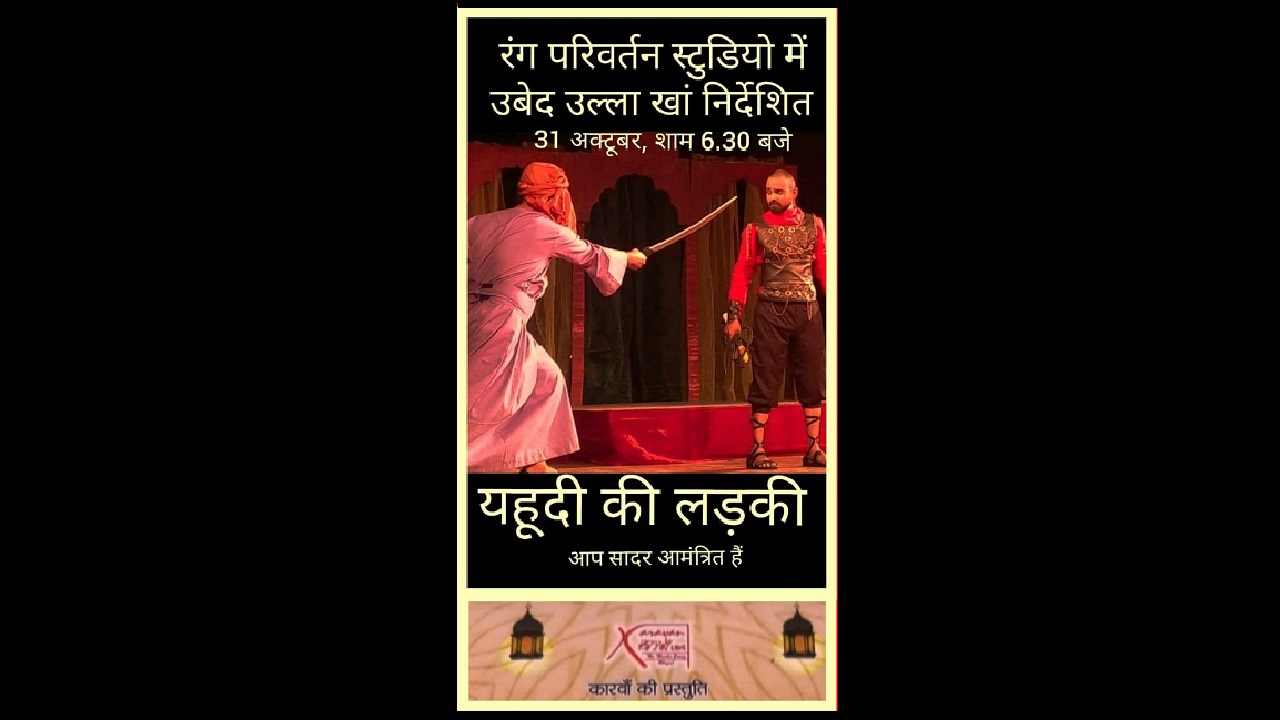 रंग परिवर्तन स्टुडियो में
उबेद उल्ला खां निर्देशित
31 अक्टूबर, शाम 6.30 बजे
यहूदी की लड़की
आप सादर आमंत्रित हैं
कारवाँ की प्रस्तुति